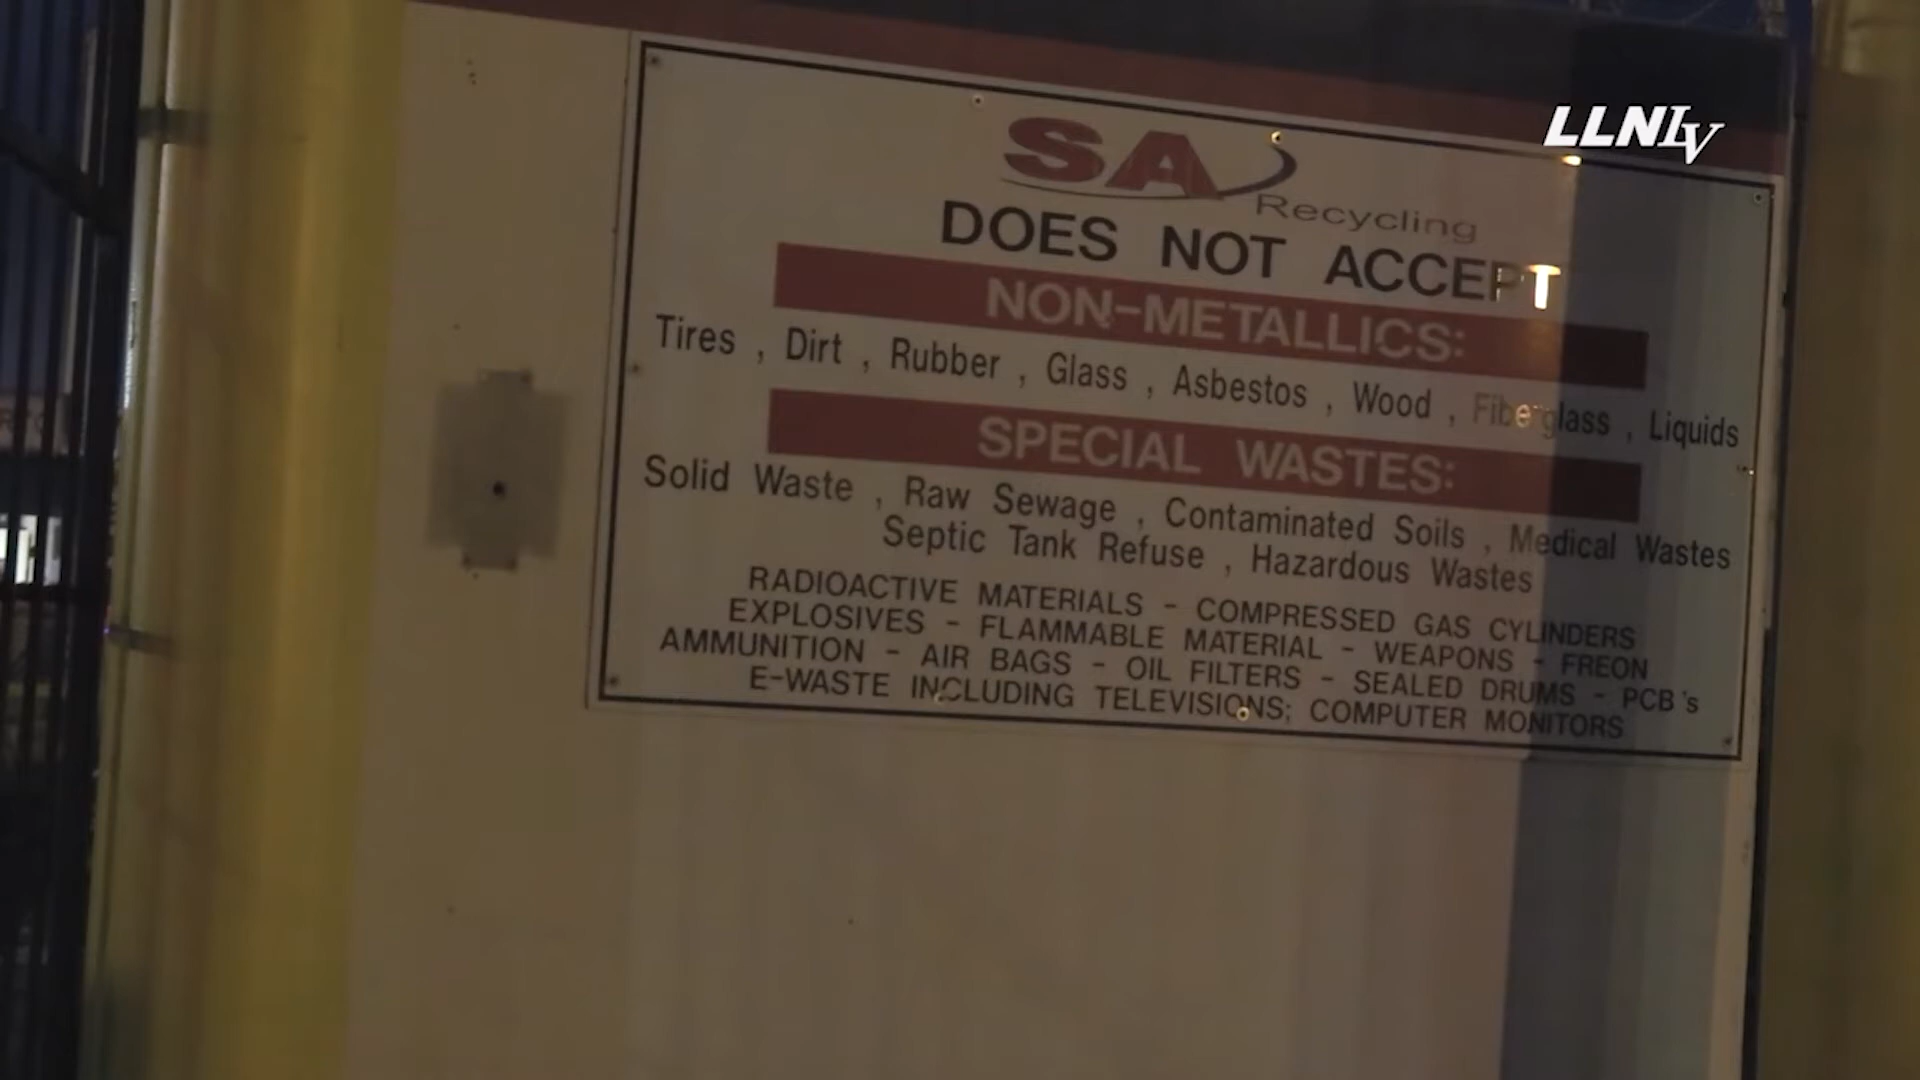 LLNTV
SA Recycling
DOES NOT ACCEPT
NON-METALLICS:
Tires , Dirt , Rubber , Glass , Asbestos , Wood , Fiberglass , Liquids
SPECIAL WASTES:
Solid Waste , Raw Sewage , Contaminated Soils , Medical Wastes
Septic Tank Refuse , Hazardous Wastes
RADIOACTIVE MATERIALS - COMPRESSED GAS CYLINDERS
EXPLOSIVES - FLAMMABLE MATERIAL - WEAPONS - FREON
AMMUNITION - AIR BAGS - OIL FILTERS - SEALED DRUMS - PCB's
E-WASTE INCLUDING TELEVISIONS; COMPUTER MONITORS